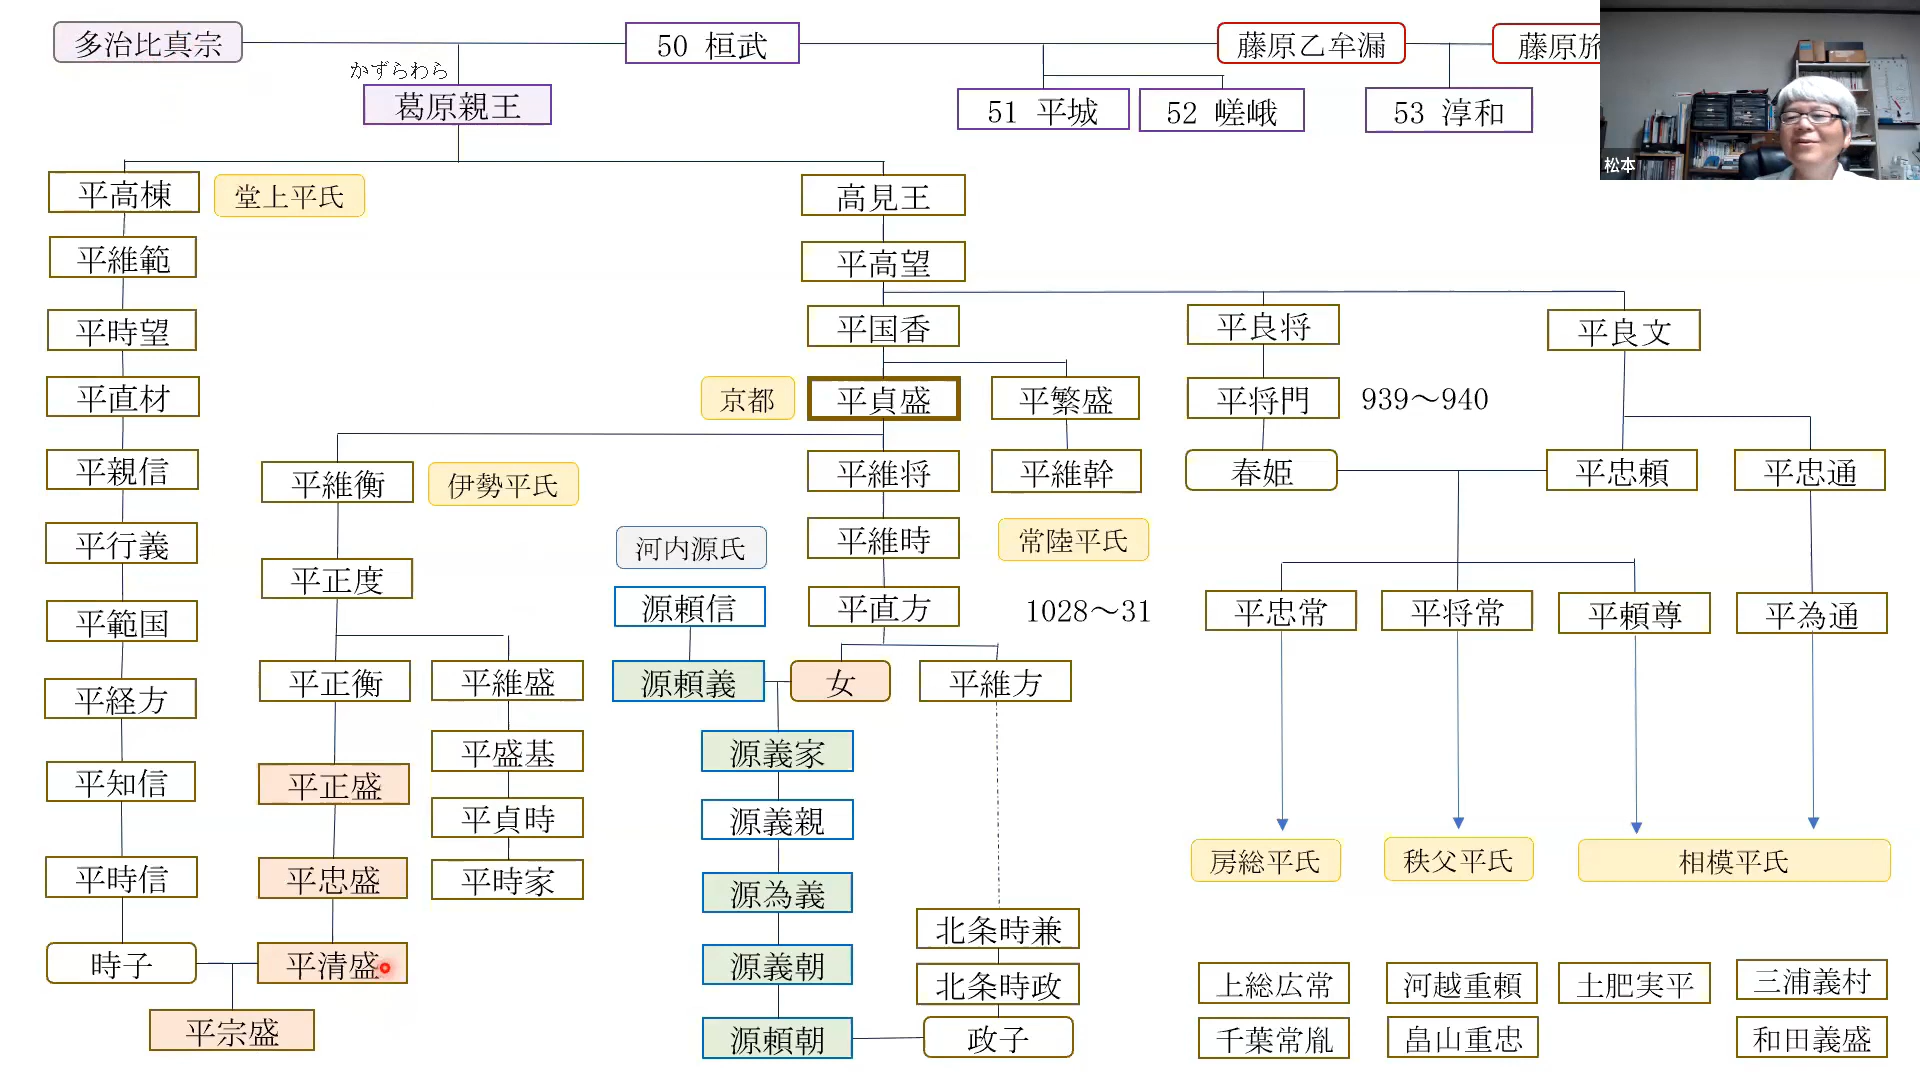 多治比真宗
50 桓武
藤原乙牟漏
藤原旅
松本
かずらわら
葛原親王
51 平城
52 嵯峨
53 淳和
平高棟
堂上平氏
高見王
平維範
平高望
平時望
平国香
平良将
平良文
平直材
京都
平貞盛
平繁盛
平将門
939～940
平親信
平維衡
伊勢平氏
平維将
平維幹
春姫
平忠頼
平忠通
平行義
河内源氏
平維時
常陸平氏
平正度
平範国
源頼信
平直方
1028～31
平忠常
平将常
平頼尊
平為通
平経方
平正衡
平維盛
源頼義
女
平維方
平知信
平正盛
平盛基
源義家
平貞時
源義親
平時信
平忠盛
平時家
源為義
房総平氏
秩父平氏
相模平氏
北条時兼
時子
平清盛
源義朝
北条時政
上総広常
河越重頼
土肥実平
三浦義村
平宗盛
源頼朝
政子
千葉常胤
畠山重忠
和田義盛